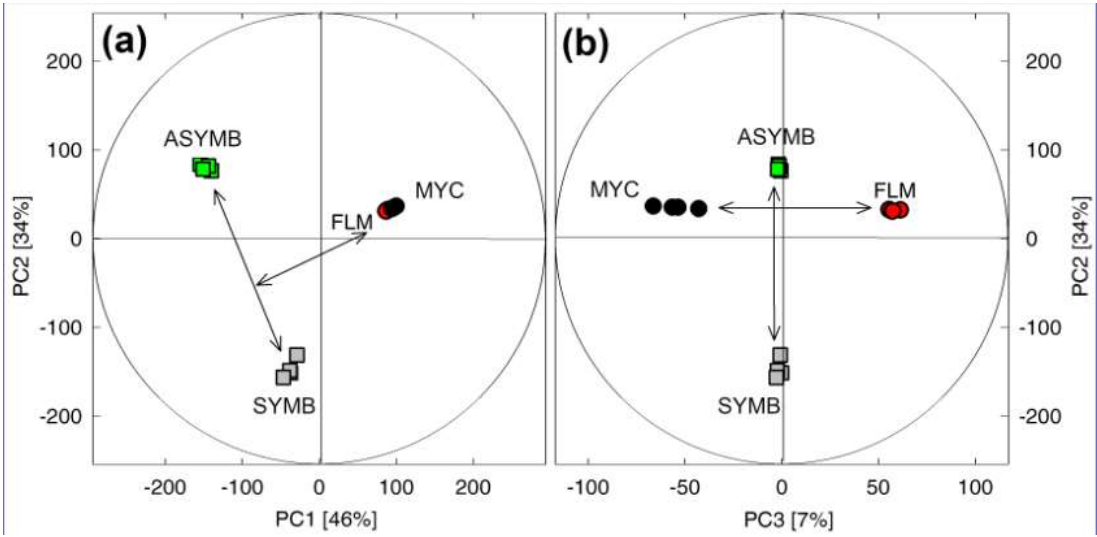 (a)
200
100
0
-100
-200
PC2 [34%]
ASYMB
MYC
FLM
SYMB
-200 -100 0 100 200
PC1 [46%]
(b)
ASYMB
MYC
FLM
SYMB
200
100
0
-100
-200
PC2 [34%]
-100 -50 0 50 100
PC3 [7%]